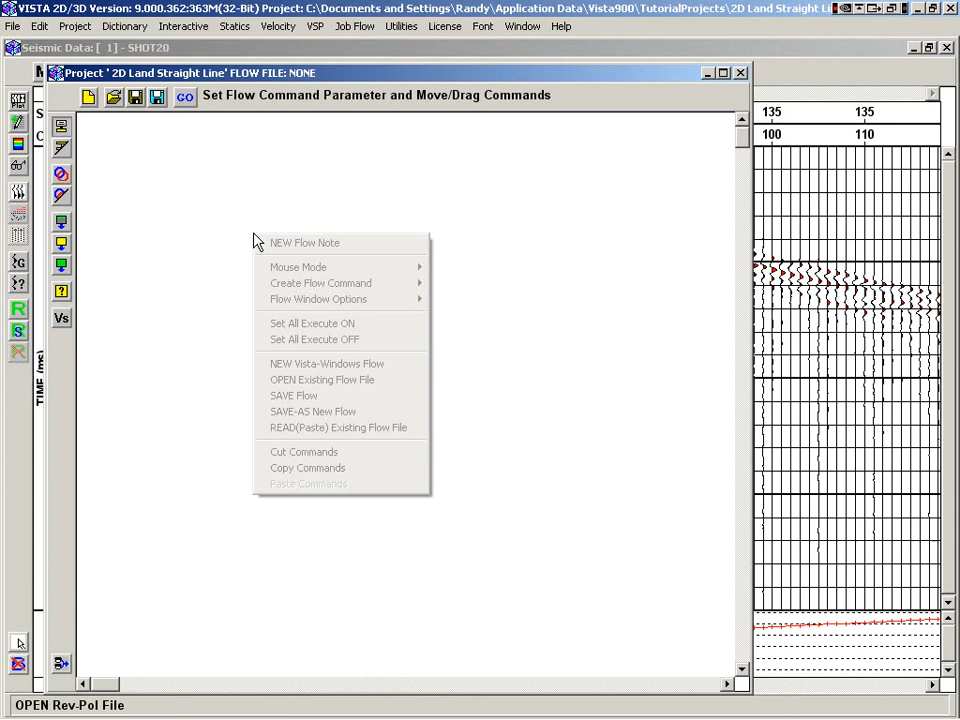 VISTA 2D/3D Version: 9.000.362:363M(32-Bit) Project: C:\Documents and Settings\Randy\Application Data\Vista900\TutorialProjects\2D Land Straight Li
File Edit Project Dictionary Interactive Statics Velocity VSP Job Flow Utilities License Font Window Help
Seismic Data: [ 1] - SHOT20
Project ' 2D Land Straight Line' FLOW FILE: NONE
GO Set Flow Command Parameter and Move/Drag Commands
135 135
100 110
NEW Flow Note
Mouse Mode
Create Flow Command
Flow Window Options
Set All Execute ON
Set All Execute OFF
NEW Vista-Windows Flow
OPEN Existing Flow File
SAVE Flow
SAVE-AS New Flow
READ(Paste) Existing Flow File
Cut Commands
Copy Commands
Paste Commands
Vs
TIME (ms)
OPEN Rev-Pol File